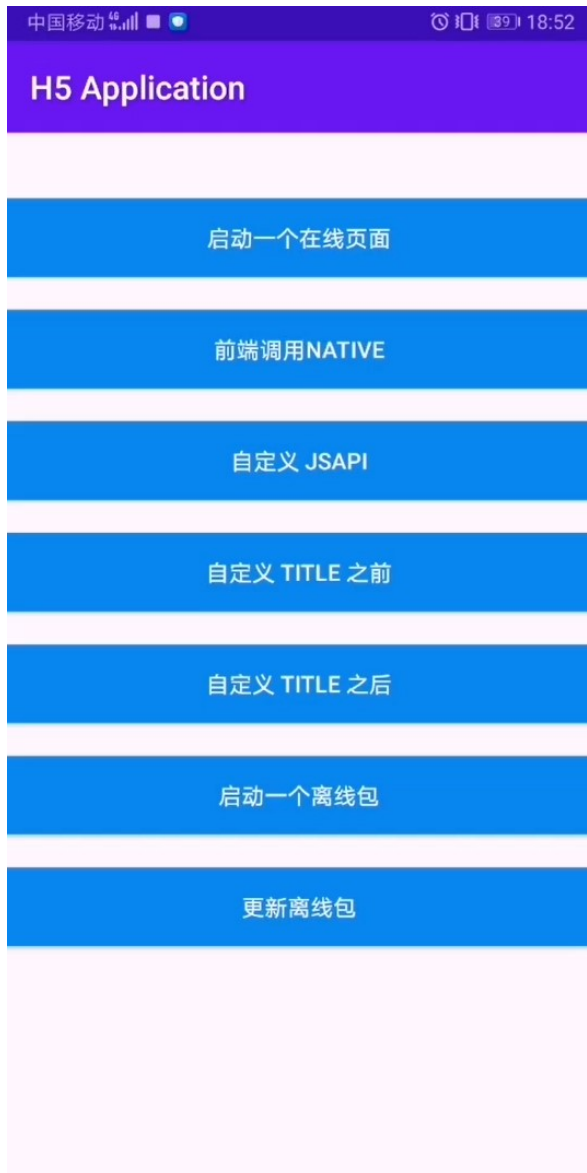 中国移动 4G 39 18:52
H5 Application
启动一个在线页面
前端调用NATIVE
自定义 JSAPI
自定义 TITLE 之前
自定义 TITLE 之后
启动一个离线包
更新离线包